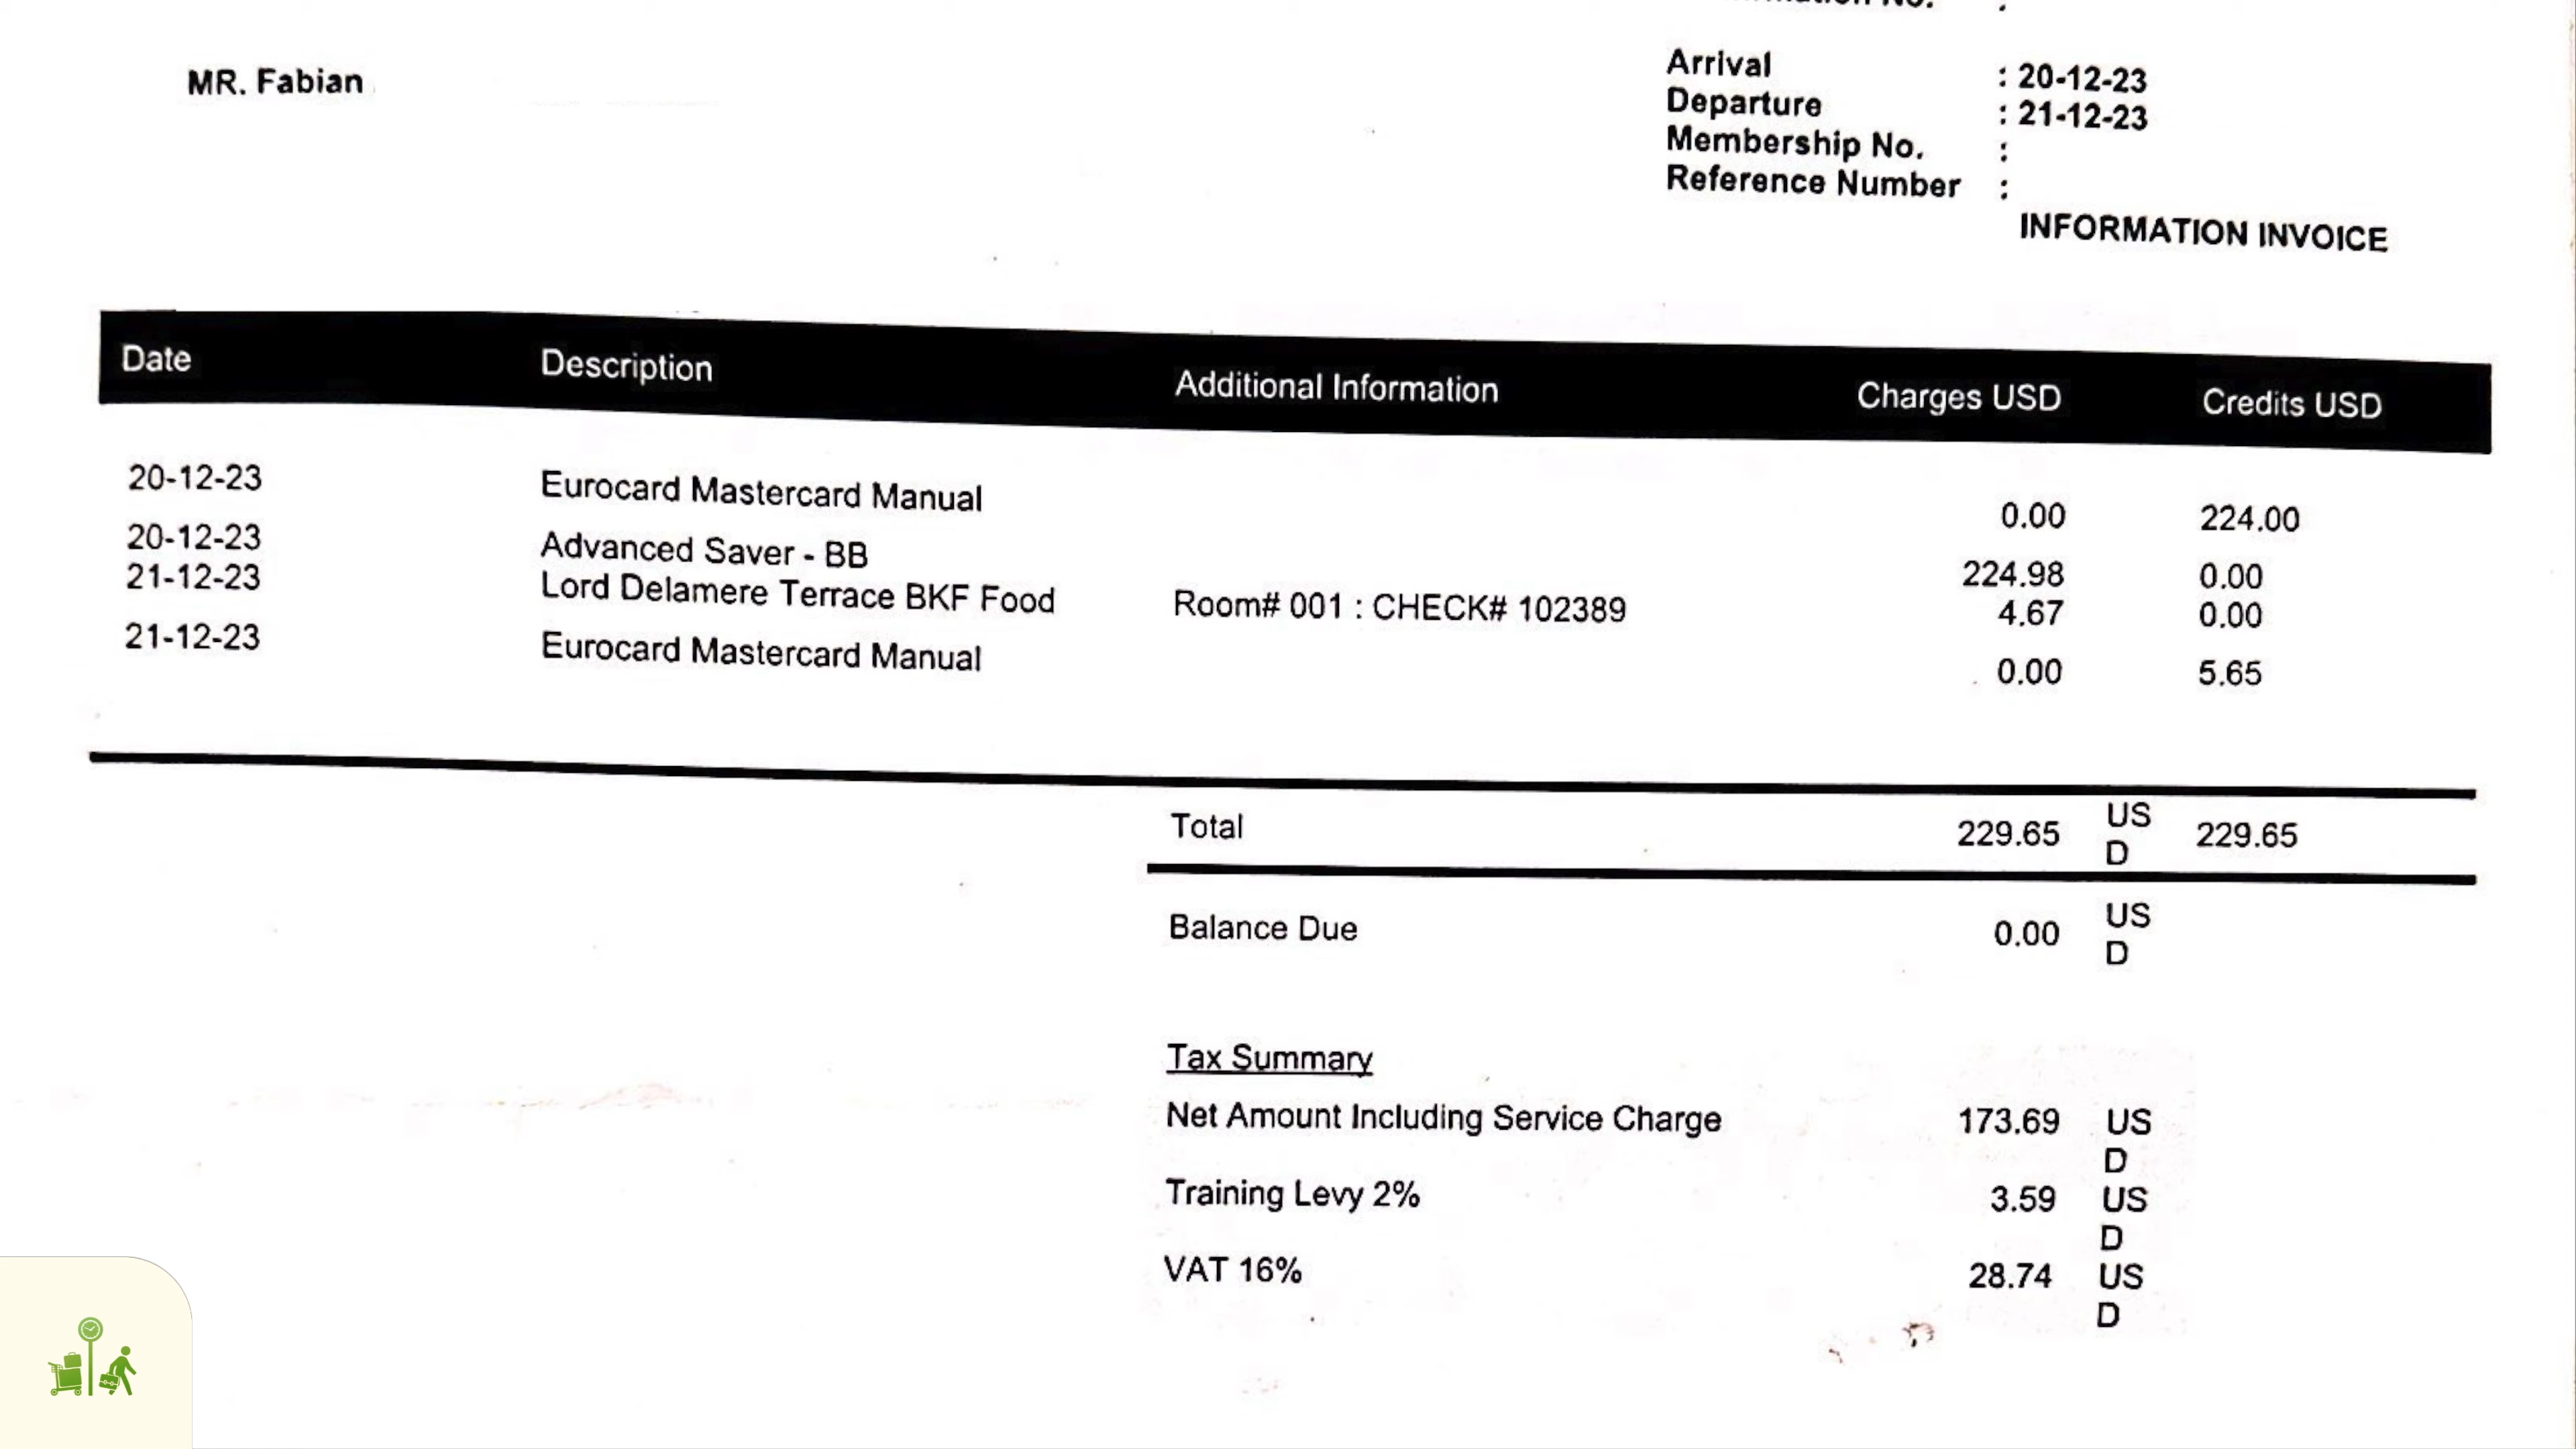 MR. Fabian
Arrival : 20-12-23
Departure : 21-12-23
Membership No. :
Reference Number :
INFORMATION INVOICE
Date Description Additional Information Charges USD Credits USD
20-12-23 Eurocard Mastercard Manual 0.00 224.00
20-12-23 Advanced Saver - BB 224.98 0.00
21-12-23 Lord Delamere Terrace BKF Food Room# 001 : CHECK# 102389 4.67 0.00
21-12-23 Eurocard Mastercard Manual 0.00 5.65
Total 229.65 US
D 229.65
Balance Due 0.00 US
D
Tax Summary
Net Amount Including Service Charge 173.69 US
D
Training Levy 2% 3.59 US
D
VAT 16% 28.74 US
D